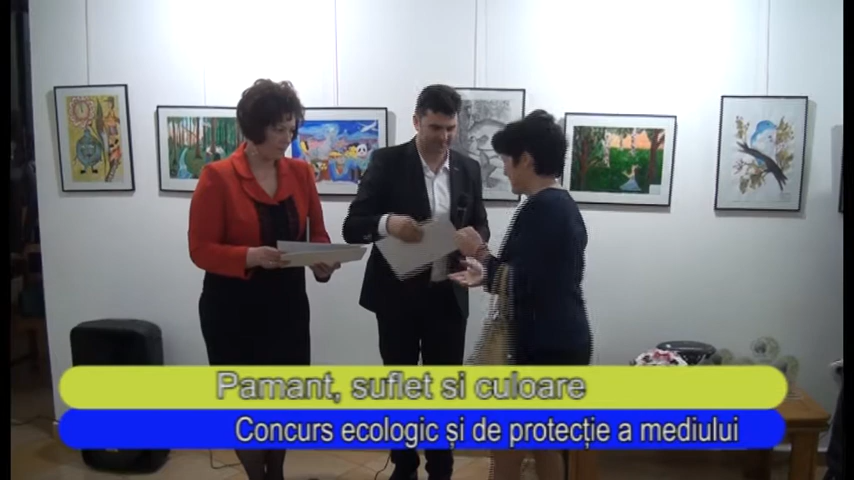 Pamant, suflet si culoare
Concurs ecologic și de protecție a mediului